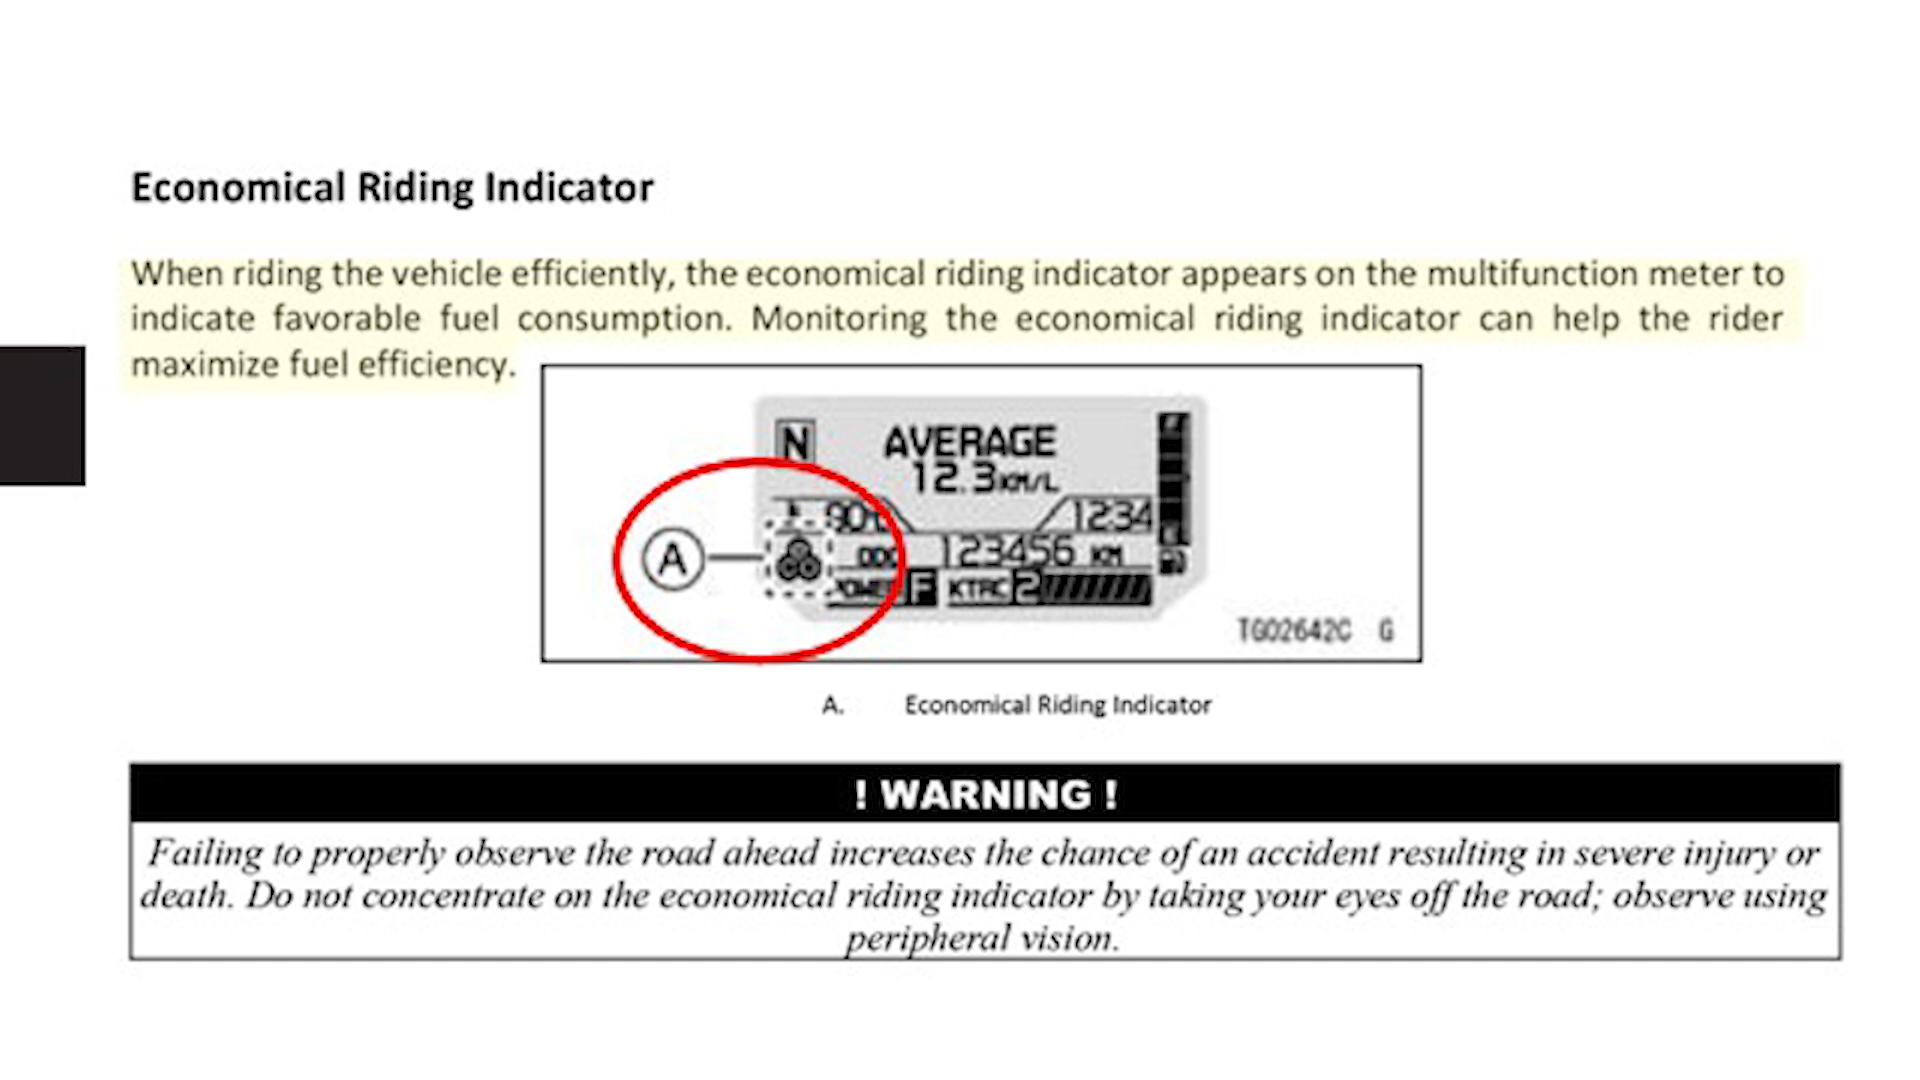 Economical Riding Indicator
When riding the vehicle efficiently, the economical riding indicator appears on the multifunction meter to
indicate favorable fuel consumption. Monitoring the economical riding indicator can help the rider
maximize fuel efficiency.
N AVERAGE
12.3KM/L
1234
A 123456 KM
F KTRC 2
TG02642C G
A. Economical Riding Indicator
! WARNING !
Failing to properly observe the road ahead increases the chance of an accident resulting in severe injury or
death. Do not concentrate on the economical riding indicator by taking your eyes off the road; observe using
peripheral vision.